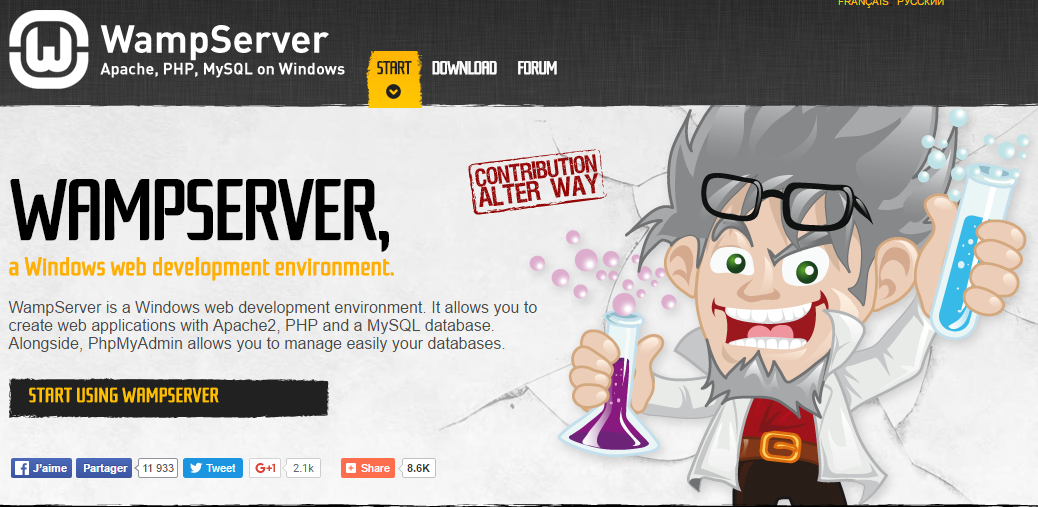 FRANÇAIS РУССКИЙ
WampServer
Apache, PHP, MySQL on Windows
START DOWNLOAD FORUM
CONTRIBUTION
ALTER WAY
WAMPSERVER,
a Windows web development environment.
WampServer is a Windows web development environment. It allows you to
create web applications with Apache2, PHP and a MySQL database.
Alongside, PhpMyAdmin allows you to manage easily your databases.
START USING WAMPSERVER
J'aime Partager 11 933 Tweet G+1 2.1k Share 8.6K